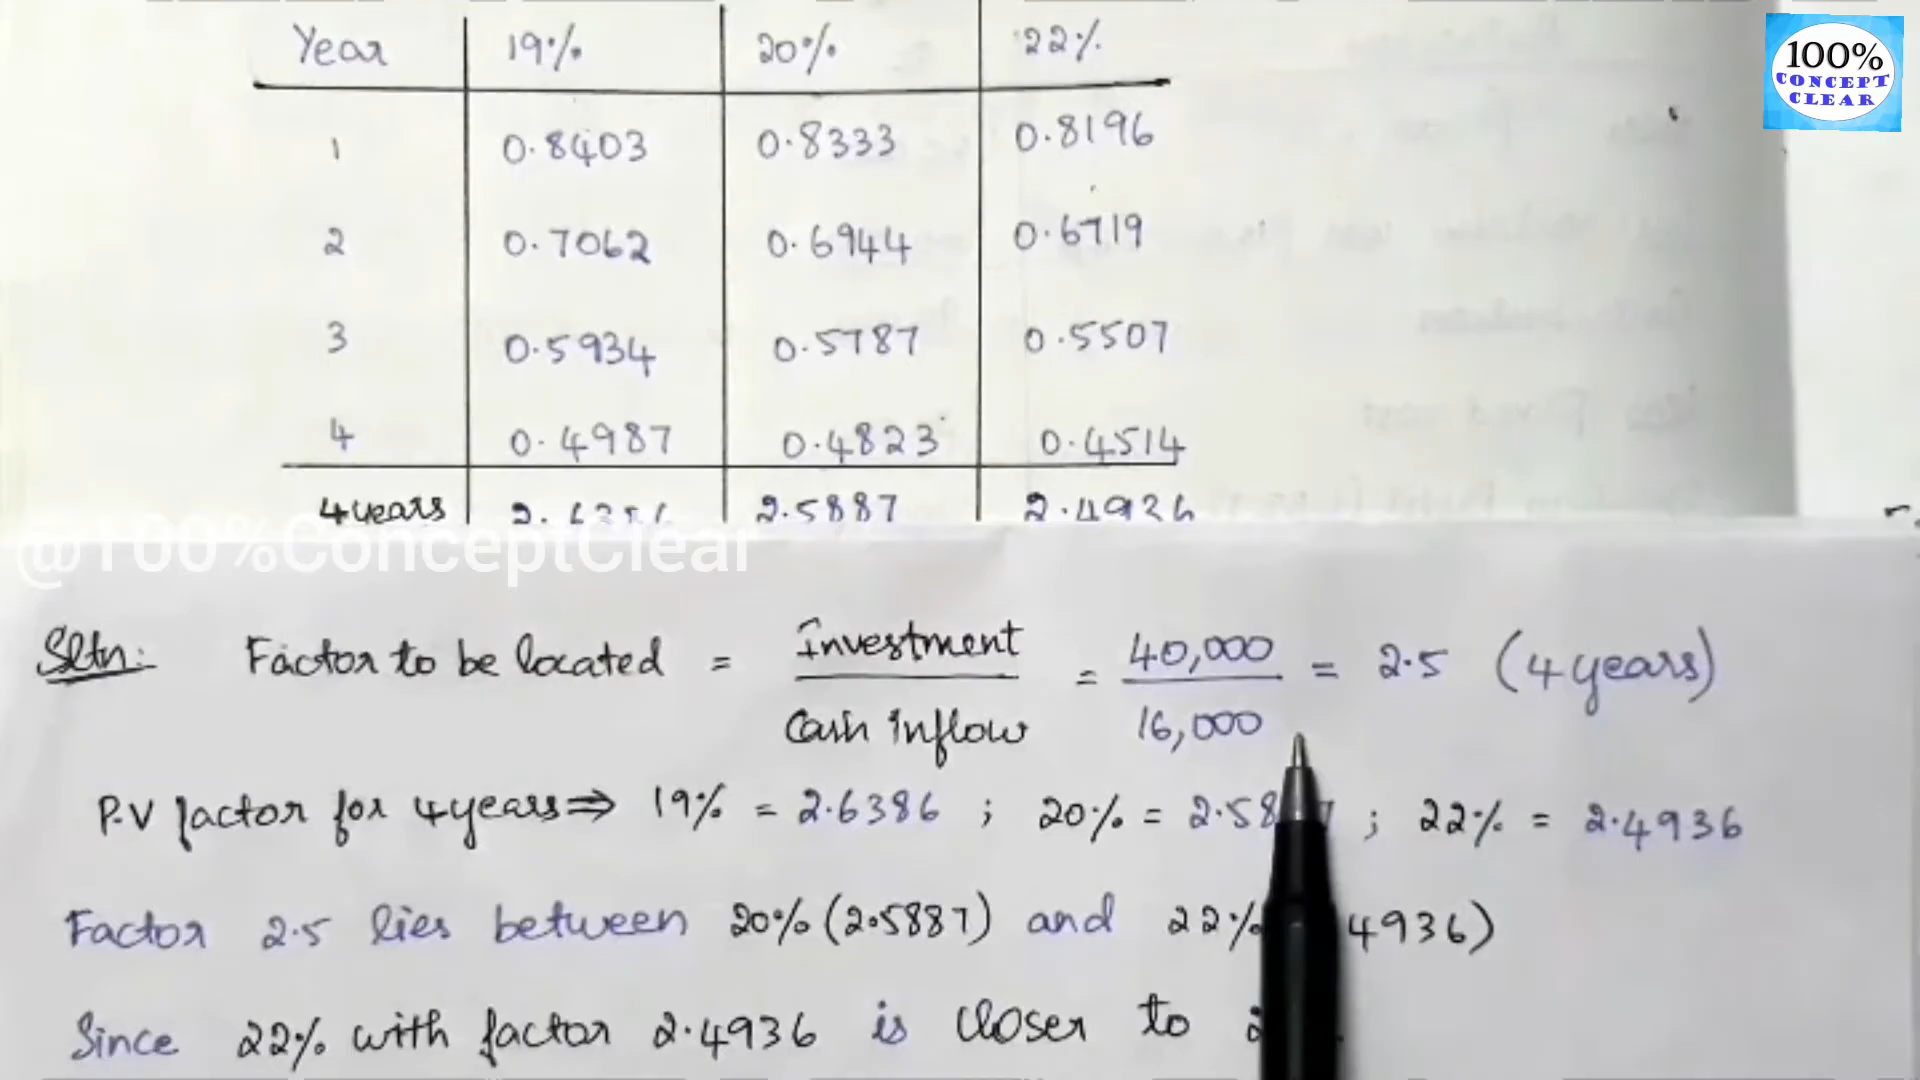 Year 19% 20% 22%
1 0.8403 0.8333 0.8196
2 0.7062 0.6944 0.6719
3 0.5934 0.5787 0.5507
4 0.4987 0.4823 0.4514
4 years 2.5887 2.4936
100%
CONCEPT
CLEAR
@100%ConceptClear
Soltn: Factor to be located = Investment / Cash inflow = 40,000 / 16,000 = 2.5 (4 years)
P.V factor for 4 years ⇒ 19% = 2.6386 ; 20% = 2.58 7 ; 22% = 2.4936
Factor 2.5 lies between 20% (2.5887) and 22% 4936)
Since 22% with factor 2.4936 is closer to